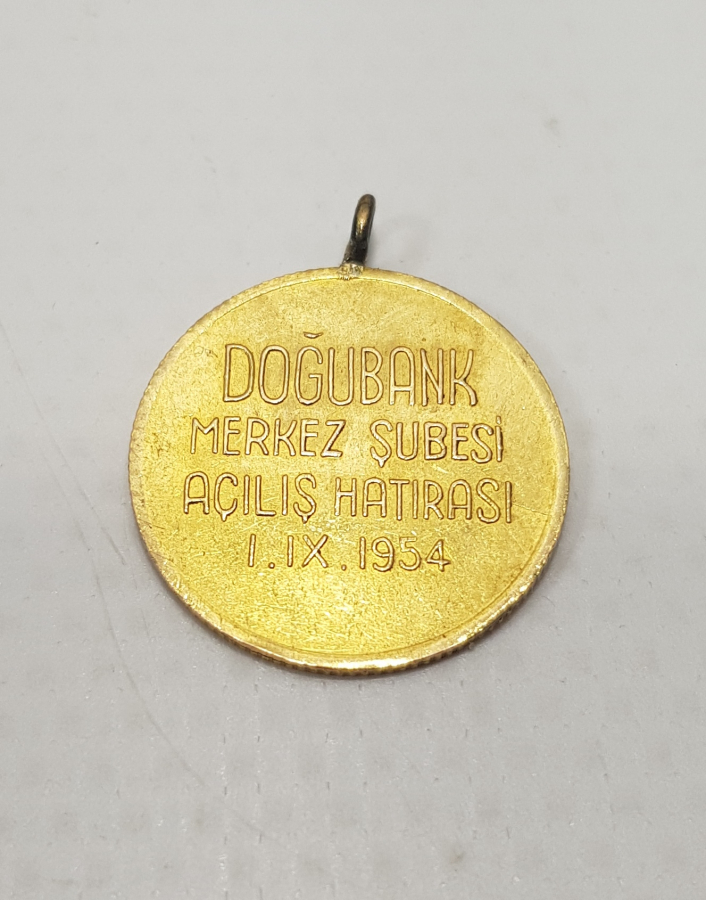 DOĞUBANK
MERKEZ ŞUBESİ
AÇILIŞ HATIRASI
1.IX.1954